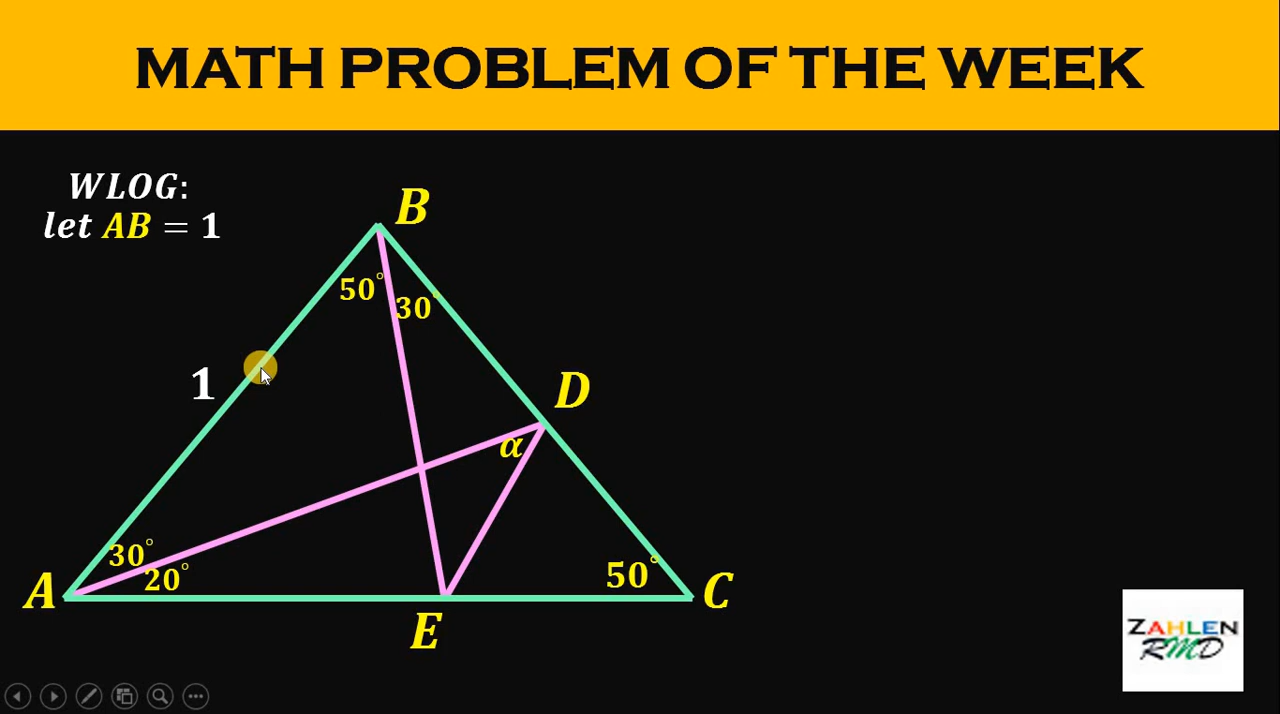 MATH PROBLEM OF THE WEEK
WLOG:
let AB = 1
B
50°
30°
1
D
α
30°
20°
50°
A
C
E
ZAHLEN
RMD